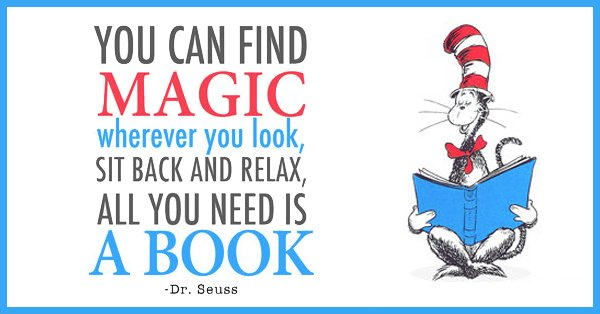 YOU CAN FIND
MAGIC
wherever you look,
SIT BACK AND RELAX,
ALL YOU NEED IS
A BOOK
-Dr. Seuss